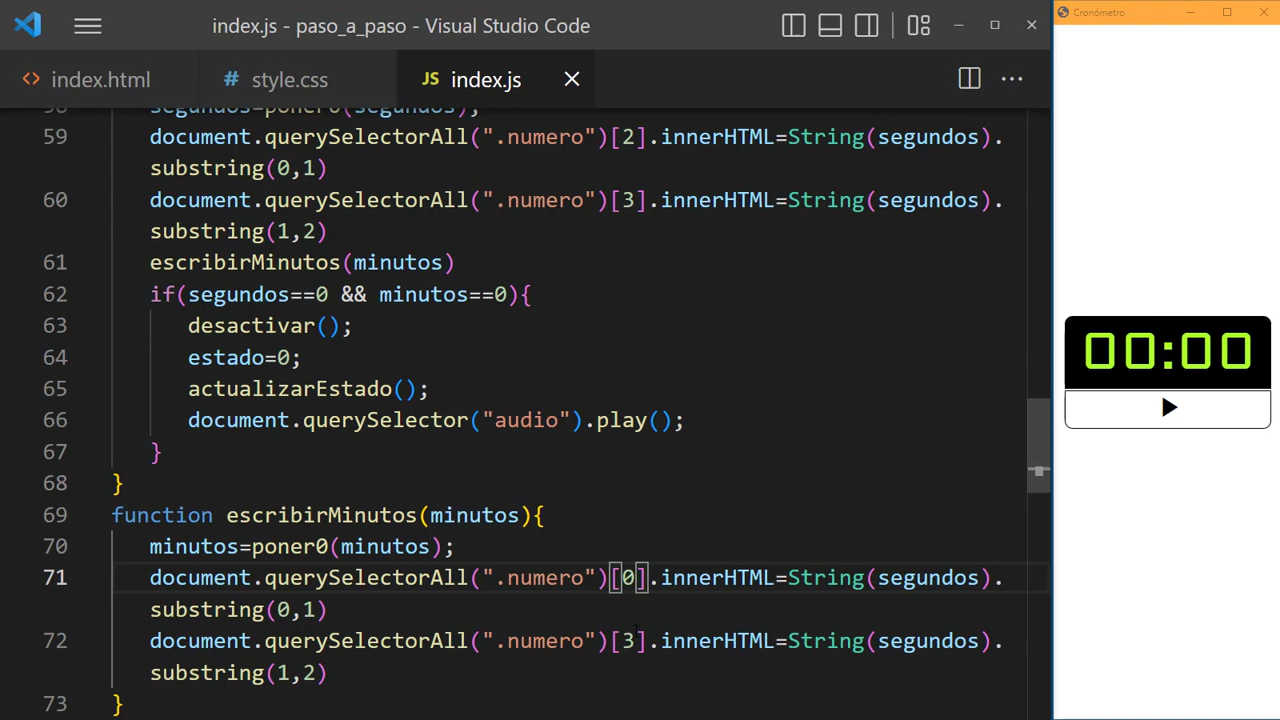 index.js - paso_a_paso - Visual Studio Code
Cronómetro
<> index.html
# style.css
JS index.js
58 segundos=poner0(segundos);
59 document.querySelectorAll(".numero")[2].innerHTML=String(segundos).
substring(0,1)
60 document.querySelectorAll(".numero")[3].innerHTML=String(segundos).
substring(1,2)
61 escribirMinutos(minutos)
62 if(segundos==0 && minutos==0){
63 desactivar();
64 estado=0;
65 actualizarEstado();
66 document.querySelector("audio").play();
67 }
68 }
69 function escribirMinutos(minutos){
70 minutos=poner0(minutos);
71 document.querySelectorAll(".numero")[0].innerHTML=String(segundos).
substring(0,1)
72 document.querySelectorAll(".numero")[3].innerHTML=String(segundos).
substring(1,2)
73 }
00:00